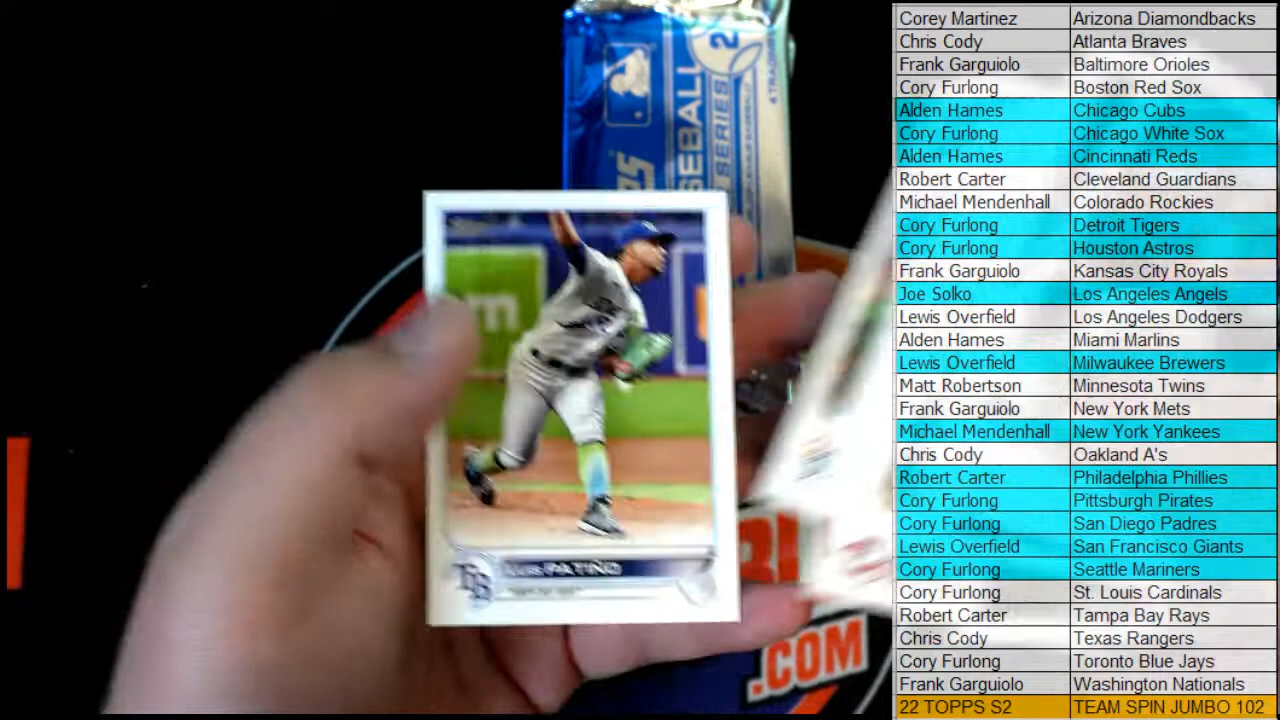 BASEBALL
SERIES 2
m
TB
Luis PATIÑO
.COM
Corey Martinez Arizona Diamondbacks
Chris Cody Atlanta Braves
Frank Garguiolo Baltimore Orioles
Cory Furlong Boston Red Sox
Alden Hames Chicago Cubs
Cory Furlong Chicago White Sox
Alden Hames Cincinnati Reds
Robert Carter Cleveland Guardians
Michael Mendenhall Colorado Rockies
Cory Furlong Detroit Tigers
Cory Furlong Houston Astros
Frank Garguiolo Kansas City Royals
Joe Solko Los Angeles Angels
Lewis Overfield Los Angeles Dodgers
Alden Hames Miami Marlins
Lewis Overfield Milwaukee Brewers
Matt Robertson Minnesota Twins
Frank Garguiolo New York Mets
Michael Mendenhall New York Yankees
Chris Cody Oakland A's
Robert Carter Philadelphia Phillies
Cory Furlong Pittsburgh Pirates
Cory Furlong San Diego Padres
Lewis Overfield San Francisco Giants
Cory Furlong Seattle Mariners
Cory Furlong St. Louis Cardinals
Robert Carter Tampa Bay Rays
Chris Cody Texas Rangers
Cory Furlong Toronto Blue Jays
Frank Garguiolo Washington Nationals
22 TOPPS S2 TEAM SPIN JUMBO 102